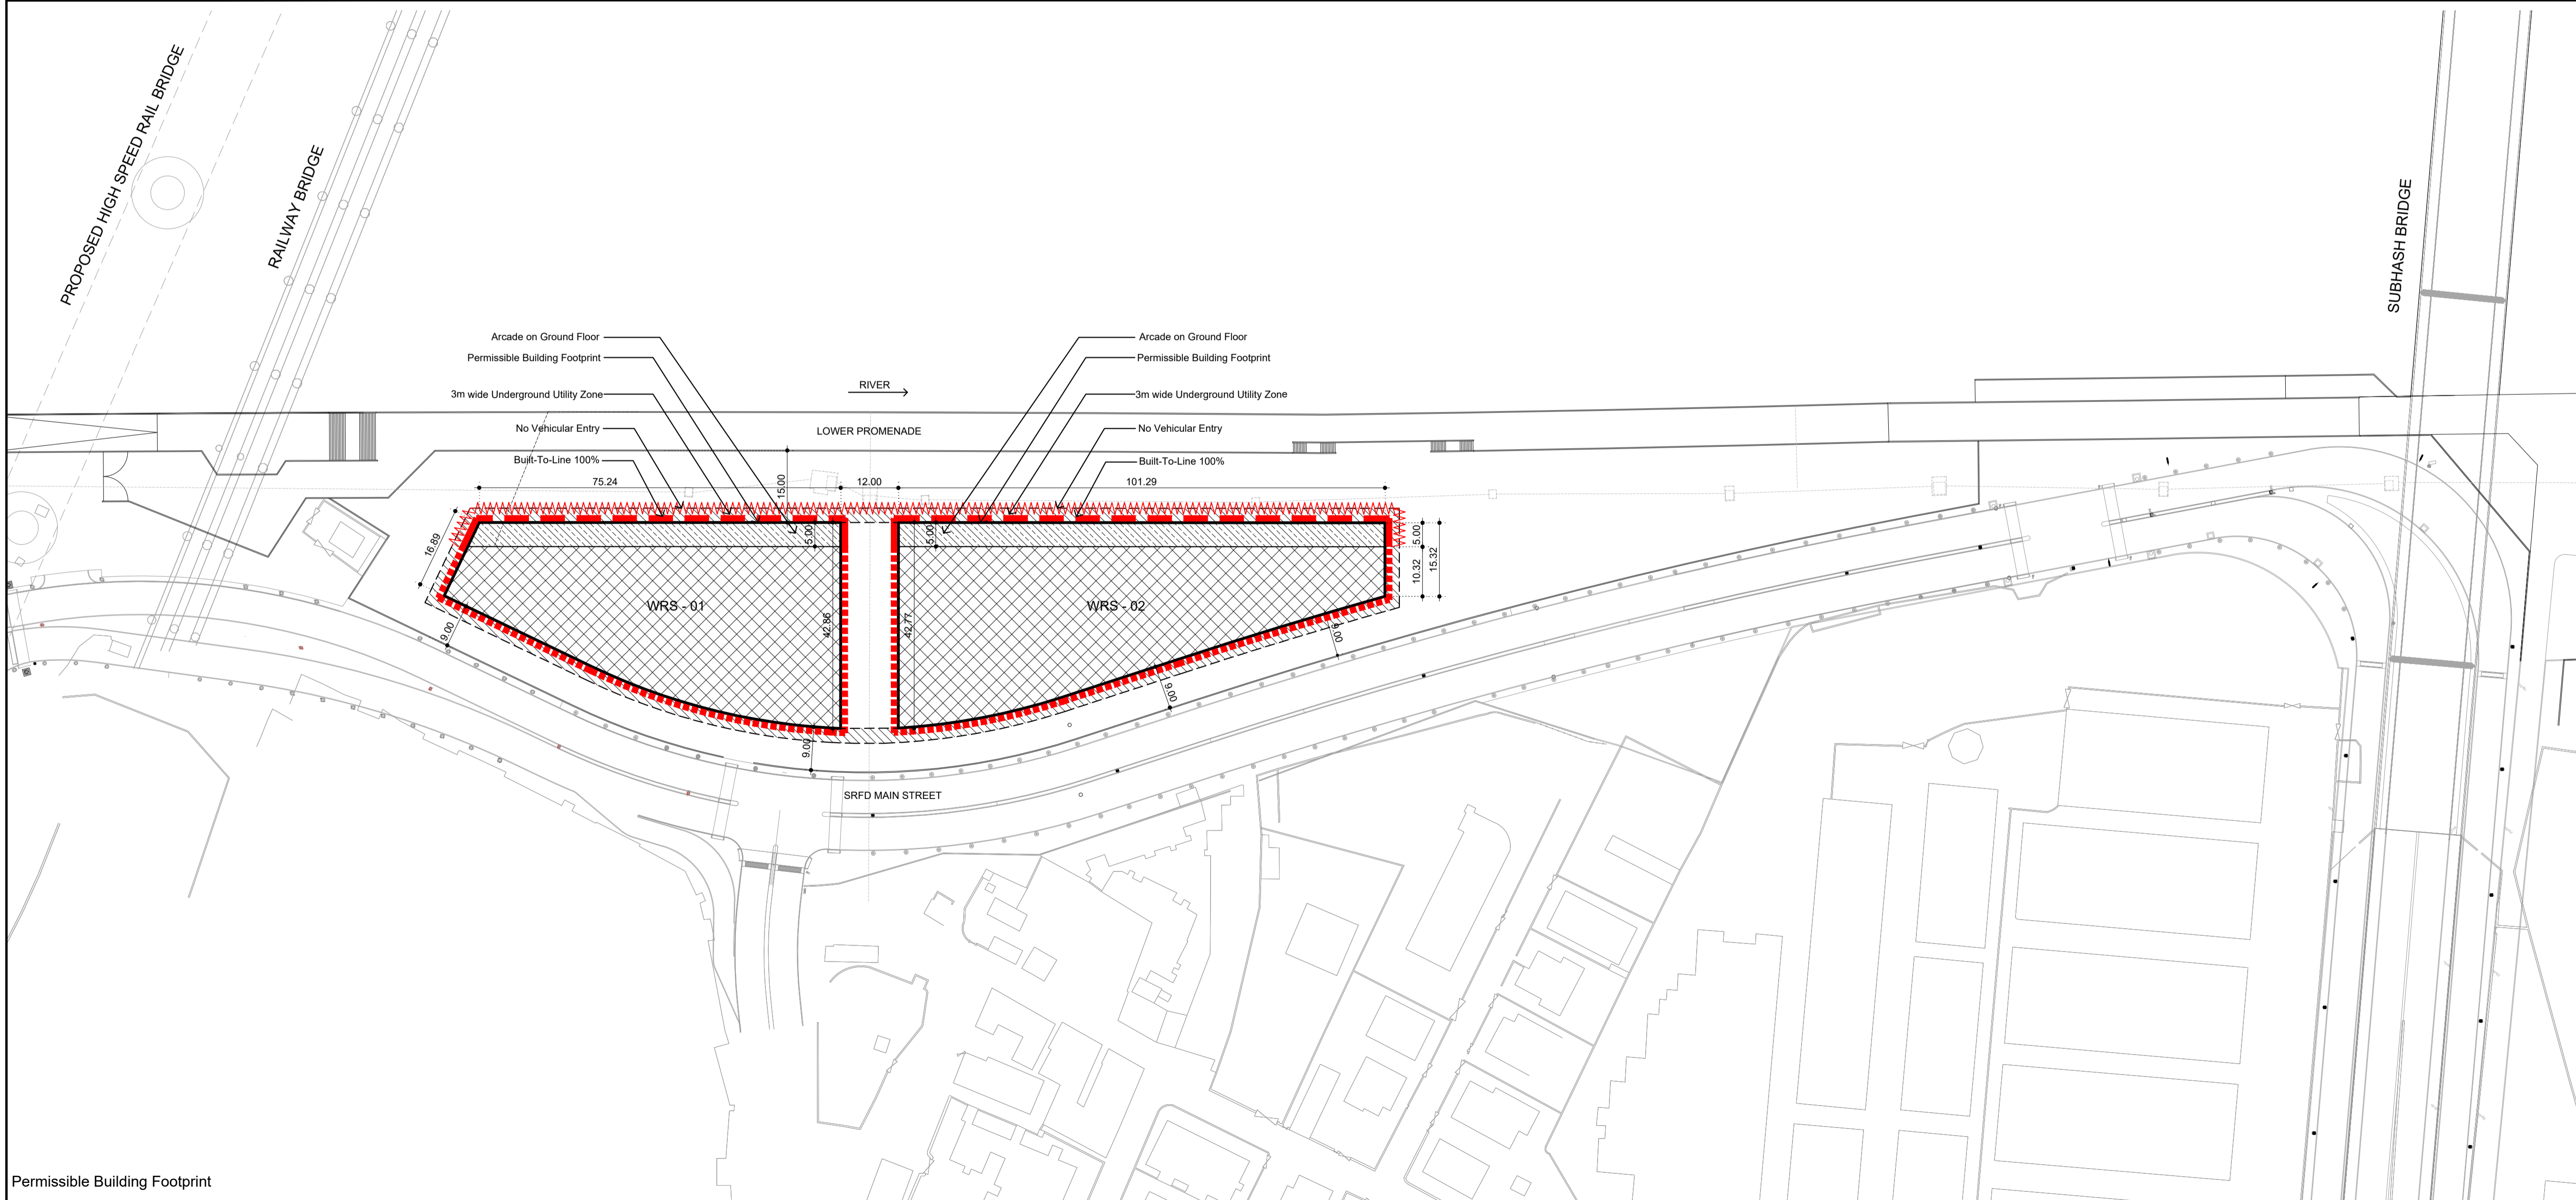 PROPOSED HIGH SPEED RAIL BRIDGE
RAILWAY BRIDGE
SUBHASH BRIDGE
Arcade on Ground Floor
Permissible Building Footprint
3m wide Underground Utility Zone
No Vehicular Entry
Built-To-Line 100%
RIVER
LOWER PROMENADE
Arcade on Ground Floor
Permissible Building Footprint
3m wide Underground Utility Zone
No Vehicular Entry
Built-To-Line 100%
75.24
15.00
12.00
101.29
16.89
5.00
5.00
5.00
10.32
15.32
WRS - 01
42.86
42.77
WRS - 02
9.00
9.00
9.00
9.00
SRFD MAIN STREET
Permissible Building Footprint